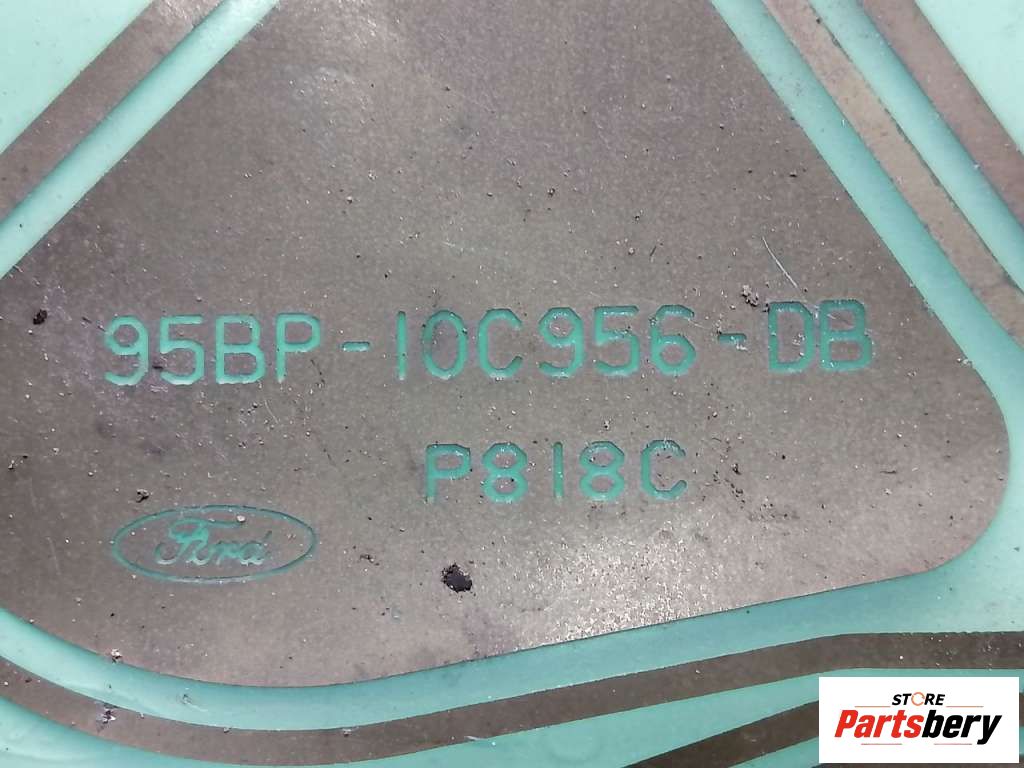 95BP-10C956-DB
P818C
Ford
STORE
Partsbery